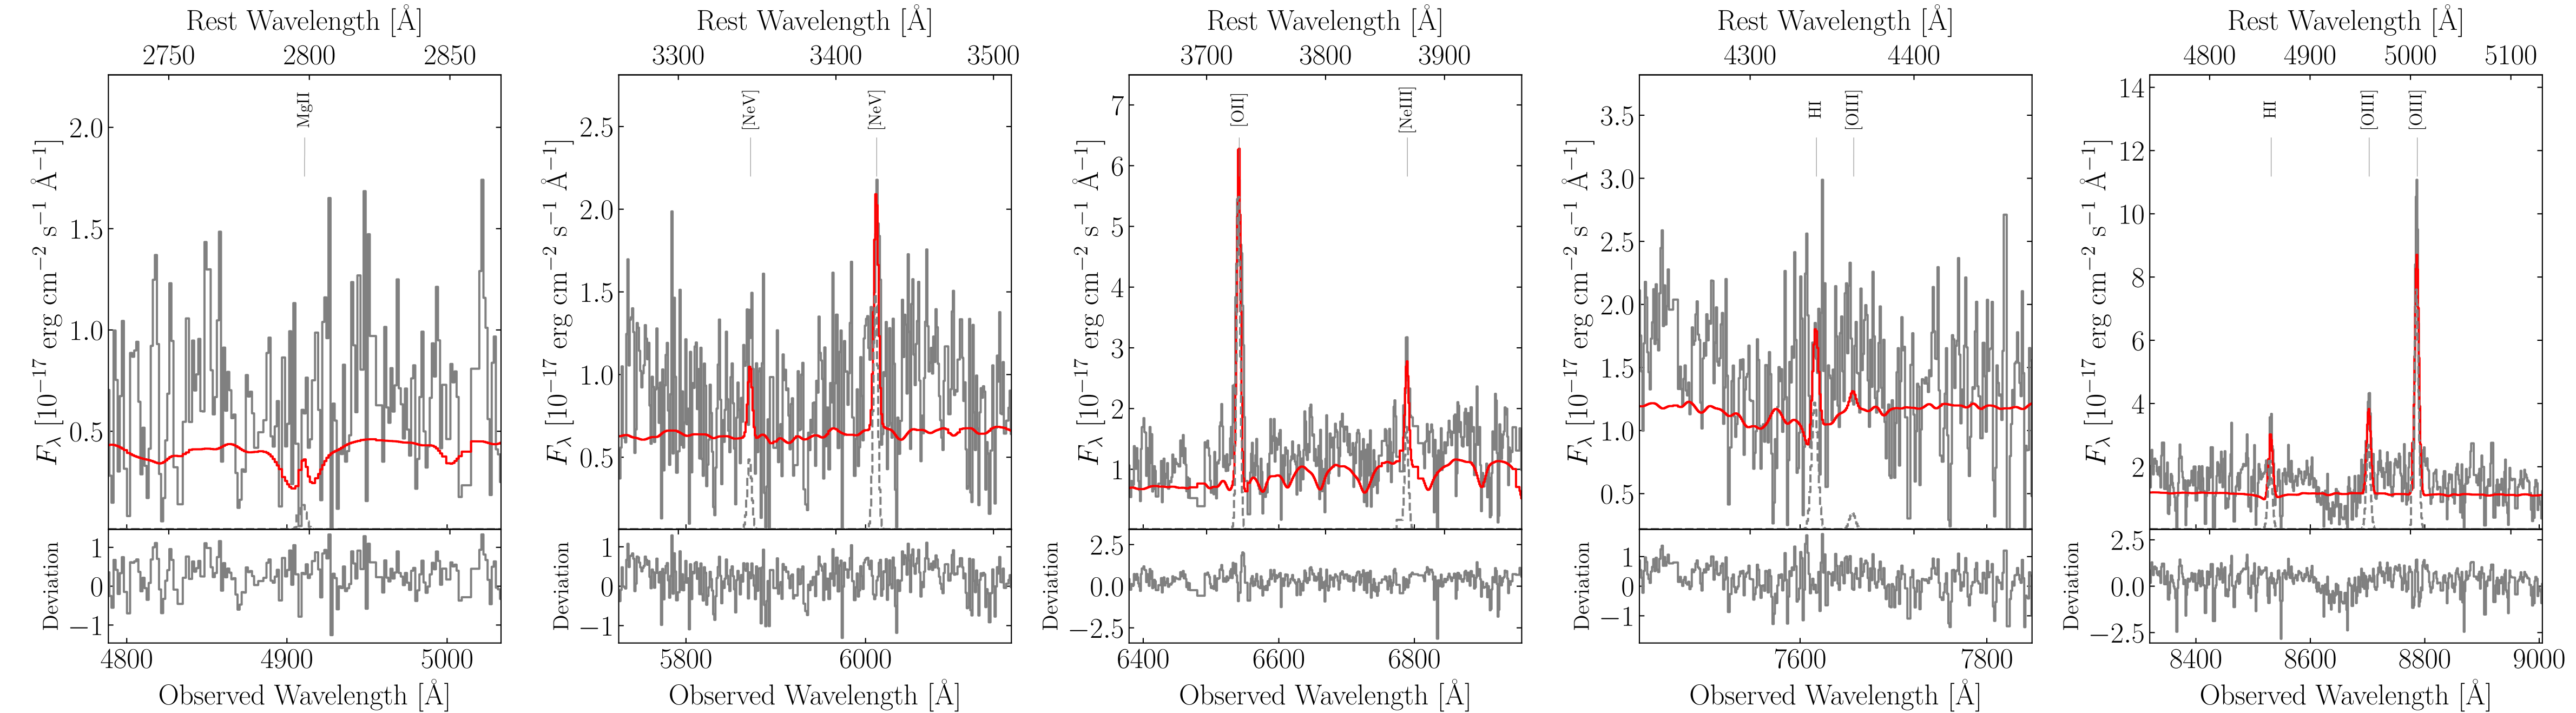 Rest Wavelength [Å]
2750 2800 2850
MgII
2.0
1.5
1.0
0.5
F_λ [10⁻¹⁷ erg cm⁻² s⁻¹ Å⁻¹]
1
0
−1
Deviation
4800 4900 5000
Observed Wavelength [Å]
Rest Wavelength [Å]
3300 3400 3500
[NeV] [NeV]
2.5
2.0
1.5
1.0
0.5
F_λ [10⁻¹⁷ erg cm⁻² s⁻¹ Å⁻¹]
1
0
−1
Deviation
5800 6000
Observed Wavelength [Å]
Rest Wavelength [Å]
3700 3800 3900
[OII] [NeIII]
7
6
5
4
3
2
1
F_λ [10⁻¹⁷ erg cm⁻² s⁻¹ Å⁻¹]
2.5
0.0
−2.5
Deviation
6400 6600 6800
Observed Wavelength [Å]
Rest Wavelength [Å]
4300 4400
HI [OIII]
3.5
3.0
2.5
2.0
1.5
1.0
0.5
F_λ [10⁻¹⁷ erg cm⁻² s⁻¹ Å⁻¹]
1
0
−1
Deviation
7600 7800
Observed Wavelength [Å]
Rest Wavelength [Å]
4800 4900 5000 5100
HI [OIII] [OIII]
14
12
10
8
6
4
2
F_λ [10⁻¹⁷ erg cm⁻² s⁻¹ Å⁻¹]
2.5
0.0
−2.5
Deviation
8400 8600 8800 9000
Observed Wavelength [Å]